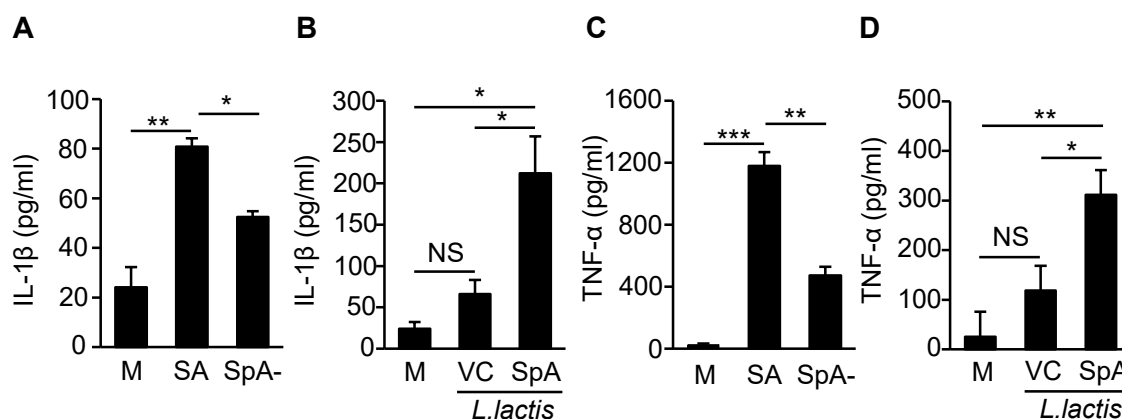 A
B
C
D
IL-1β (pg/ml)
100
80
60
40
20
0
**
*
M
SA
SpA-
IL-1β (pg/ml)
300
250
200
150
100
50
0
*
*
NS
M
VC
SpA
L.lactis
TNF-α (pg/ml)
1600
1200
800
400
0
***
**
M
SA
SpA-
TNF-α (pg/ml)
500
400
300
200
100
0
**
*
NS
M
VC
SpA
L.lactis